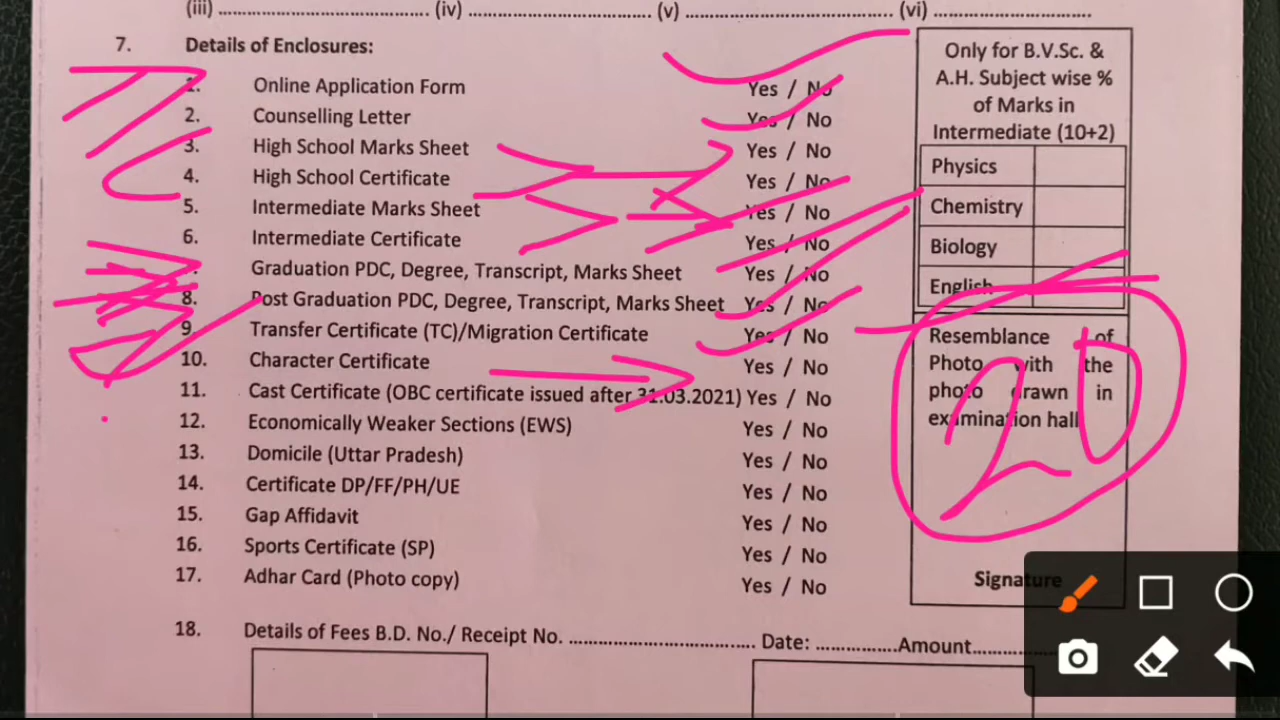 (iii) ........................................ (iv) ................................... (v) ....................................... (vi) ..............................
7. Details of Enclosures:
1. Online Application Form Yes / No
2. Counselling Letter Yes / No
3. High School Marks Sheet Yes / No
4. High School Certificate Yes / No
5. Intermediate Marks Sheet Yes / No
6. Intermediate Certificate Yes / No
Graduation PDC, Degree, Transcript, Marks Sheet Yes / No
8. Post Graduation PDC, Degree, Transcript, Marks Sheet Yes / No
9. Transfer Certificate (TC)/Migration Certificate Yes / No
10. Character Certificate Yes / No
11. Cast Certificate (OBC certificate issued after 31.03.2021) Yes / No
12. Economically Weaker Sections (EWS) Yes / No
13. Domicile (Uttar Pradesh) Yes / No
14. Certificate DP/FF/PH/UE Yes / No
15. Gap Affidavit Yes / No
16. Sports Certificate (SP) Yes / No
17. Adhar Card (Photo copy) Yes / No
Only for B.V.Sc. &
A.H. Subject wise %
of Marks in
Intermediate (10+2)
Physics
Chemistry
Biology
English
Resemblance of
Photo with the
photo drawn in
examination hall
20
Signature
18. Details of Fees B.D. No./ Receipt No. .................................. Date: ...............Amount...............